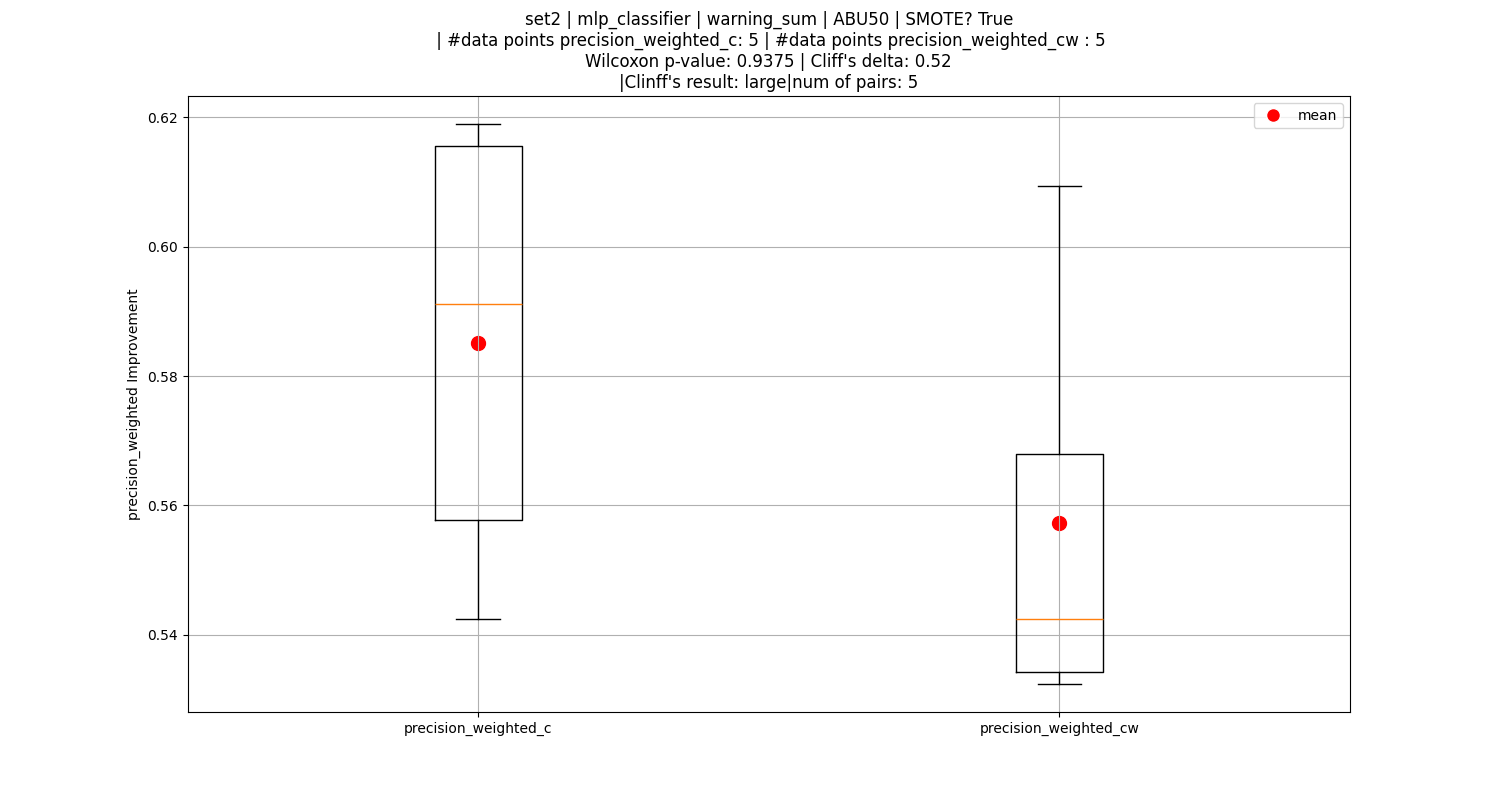 set2 | mlp_classifier | warning_sum | ABU50 | SMOTE? True
| #data points precision_weighted_c: 5 | #data points precision_weighted_cw : 5
Wilcoxon p-value: 0.9375 | Cliff's delta: 0.52
|Clinff's result: large|num of pairs: 5
mean
0.62
0.60
0.58
0.56
0.54
precision_weighted Improvement
precision_weighted_c
precision_weighted_cw